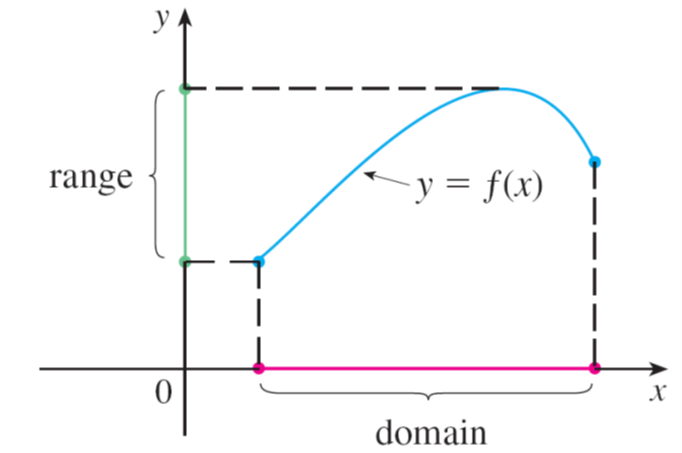 y
range
y = f(x)
0
x
domain